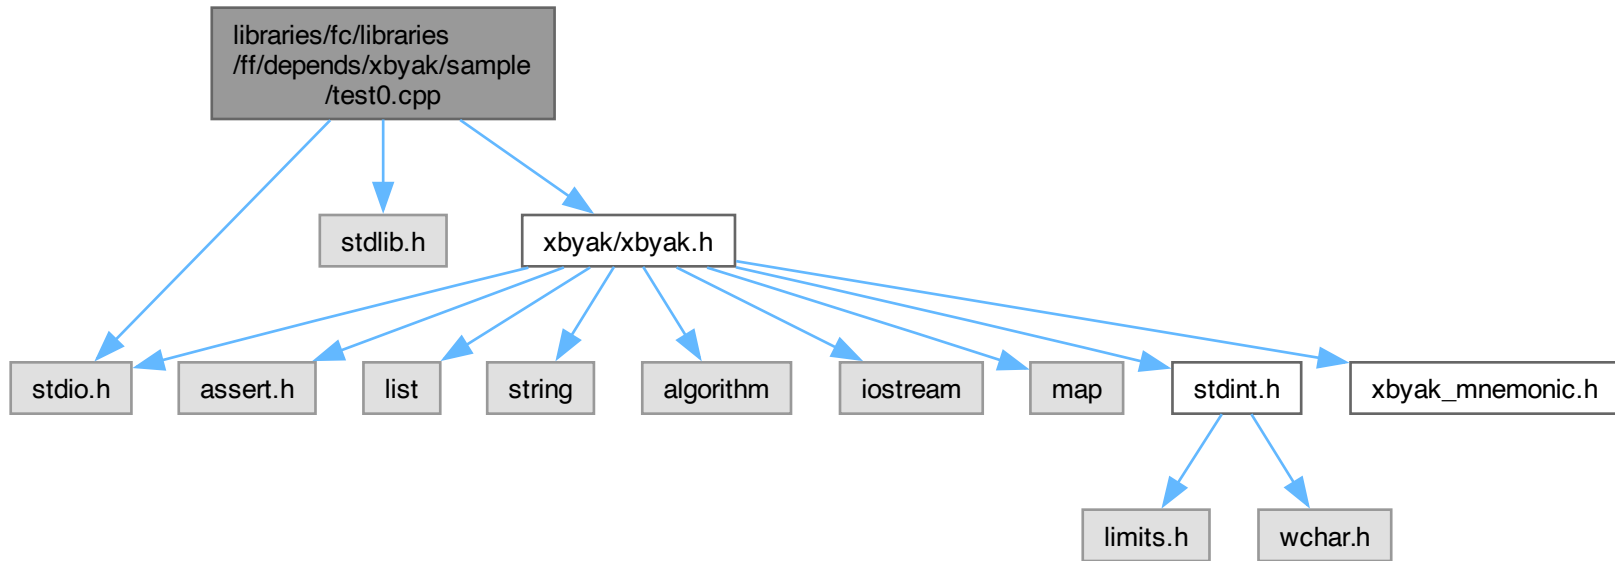 libraries/fc/libraries
/ff/depends/xbyak/sample
/test0.cpp
stdlib.h
xbyak/xbyak.h
stdio.h
assert.h
list
string
algorithm
iostream
map
stdint.h
xbyak_mnemonic.h
limits.h
wchar.h